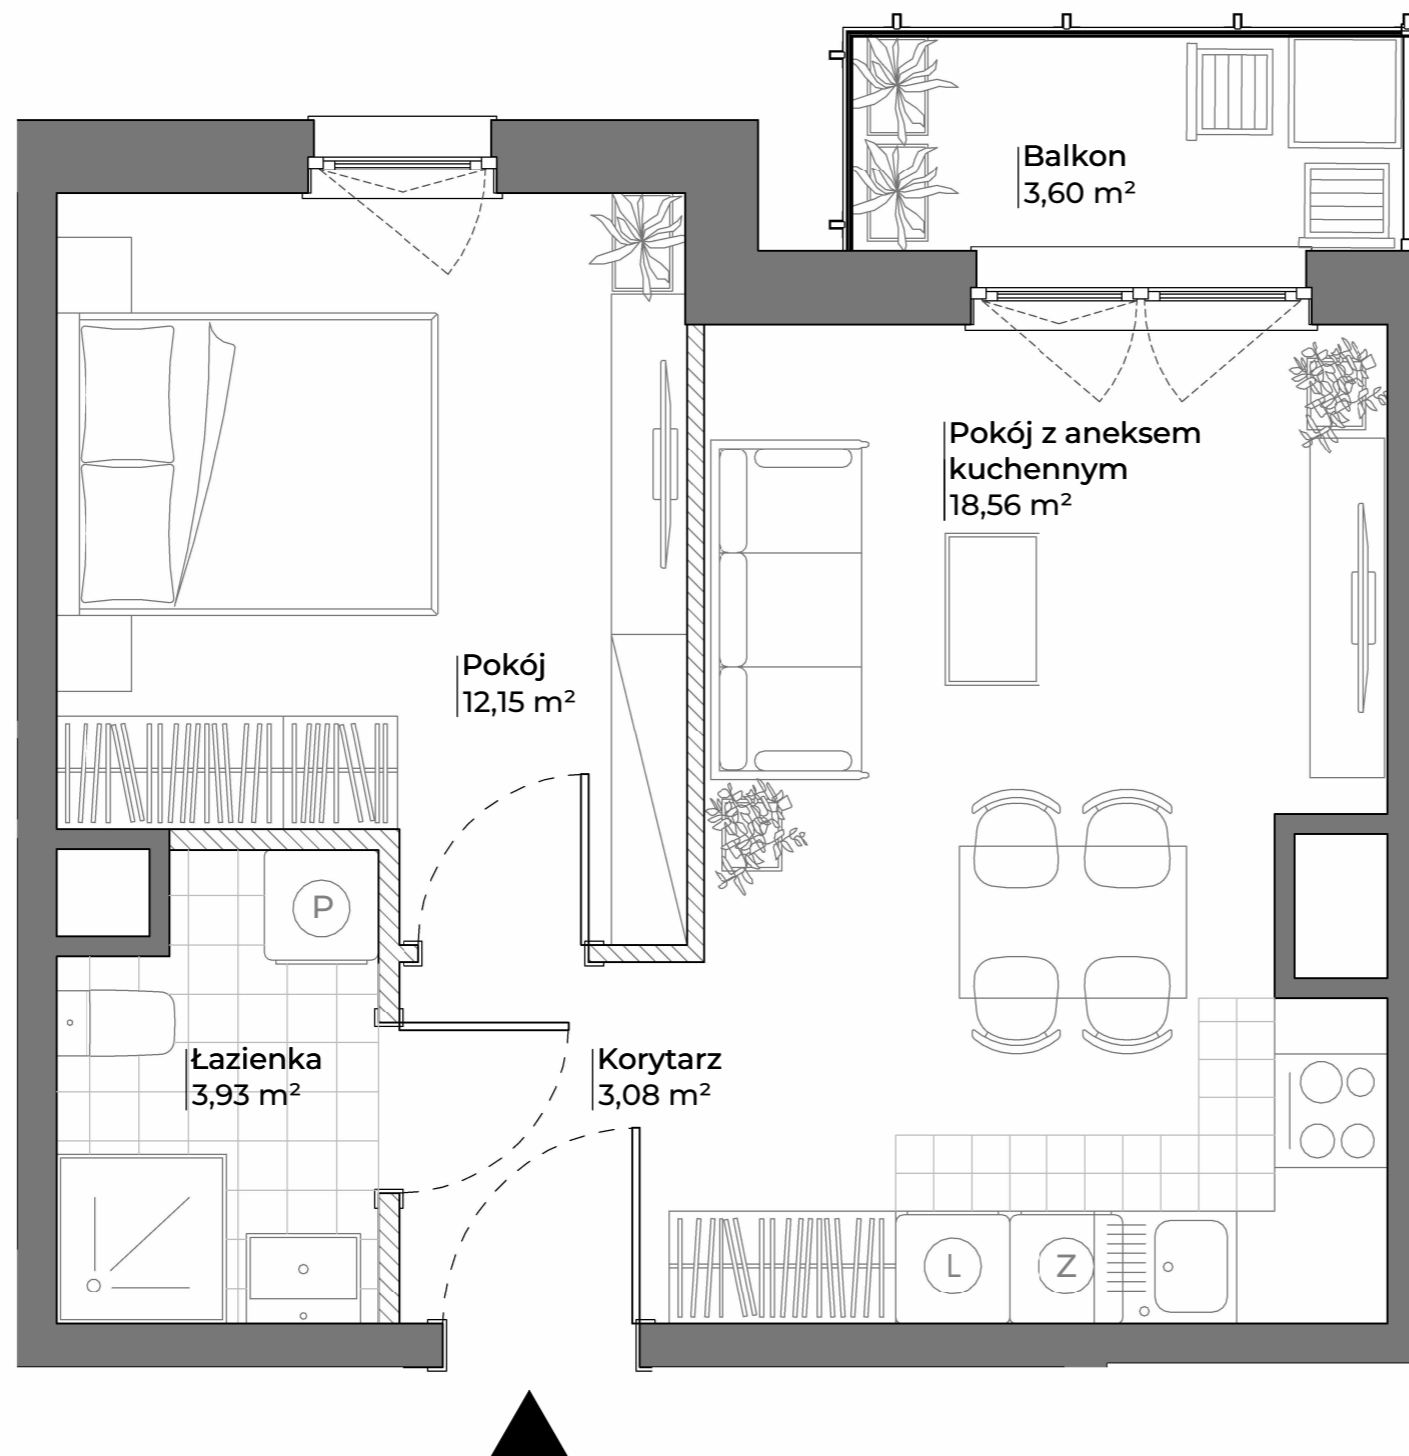 Balkon
3,60 m²
Pokój z aneksem
kuchennym
18,56 m²
Pokój
12,15 m²
P
Łazienka
3,93 m²
Korytarz
3,08 m²
L
Z